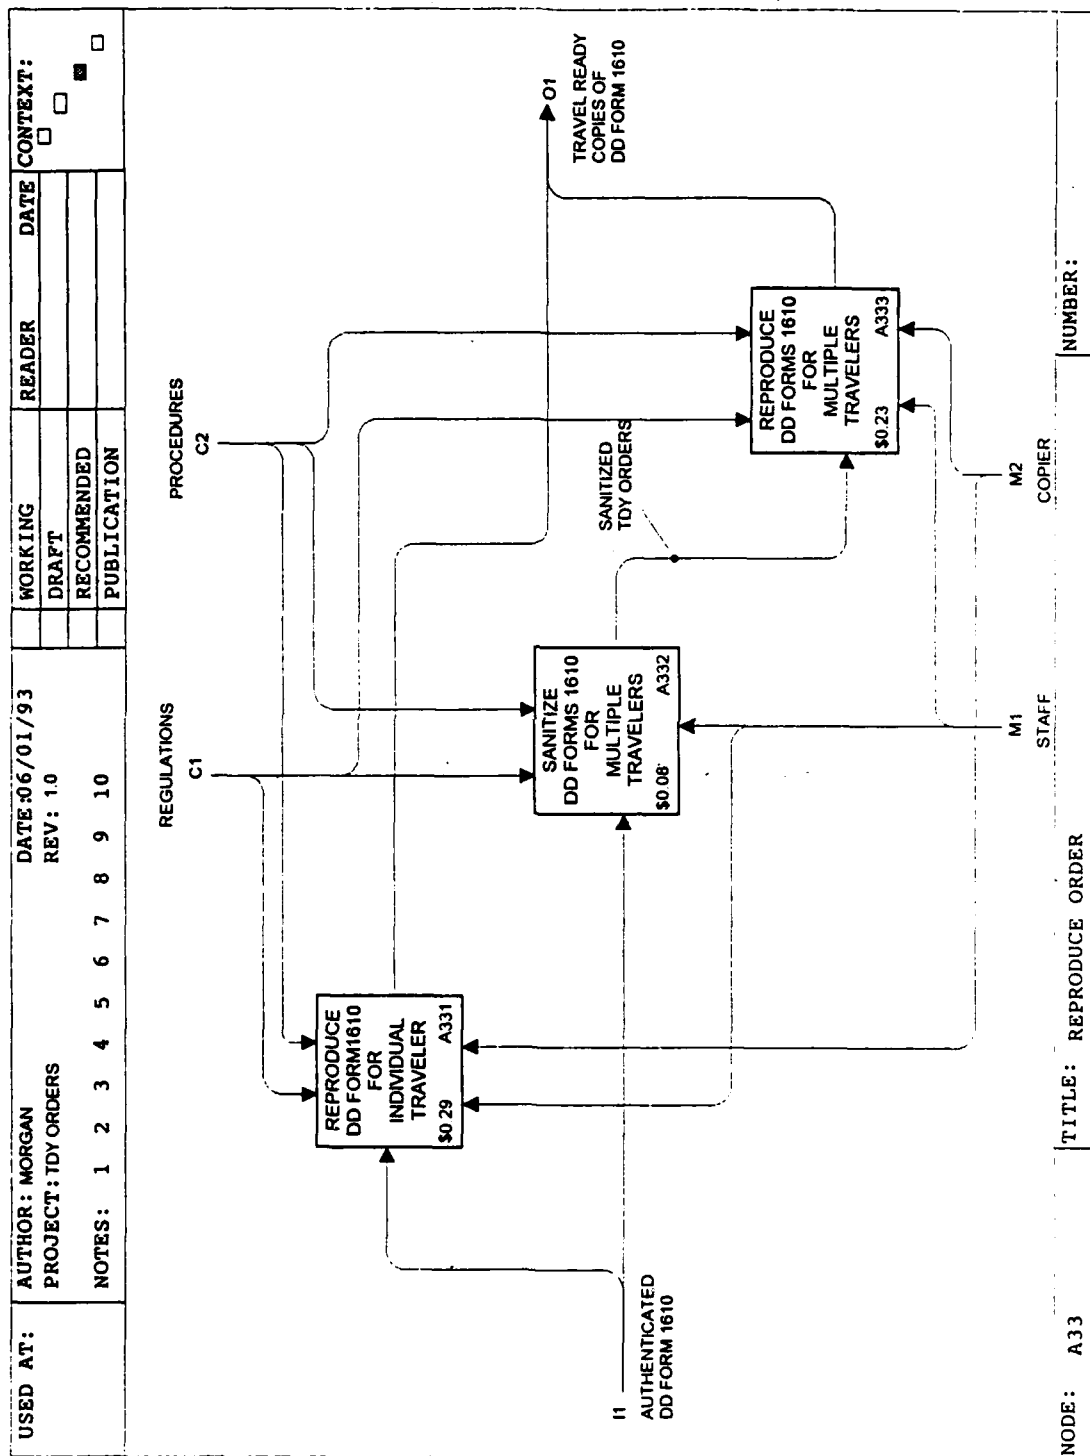 USED AT:
AUTHOR: MORGAN
DATE:06/01/93
PROJECT: TDY ORDERS
REV: 1.0
NOTES: 1 2 3 4 5 6 7 8 9 10
WORKING
DRAFT
RECOMMENDED
PUBLICATION
READER
DATE
CONTEXT:
REGULATIONS
C1
PROCEDURES
C2
REPRODUCE
DD FORM1610
FOR
INDIVIDUAL
TRAVELER
$0.29
A331
SANITIZE
DD FORMS 1610
FOR
MULTIPLE
TRAVELERS
$0.08
A332
SANITIZED
TDY ORDERS
REPRODUCE
DD FORMS 1610
FOR
MULTIPLE
TRAVELERS
$0.23
A333
O1
TRAVEL READY
COPIES OF
DD FORM 1610
I1
AUTHENTICATED
DD FORM 1610
M1
STAFF
M2
COPIER
NODE: A33
TITLE: REPRODUCE ORDER
NUMBER: